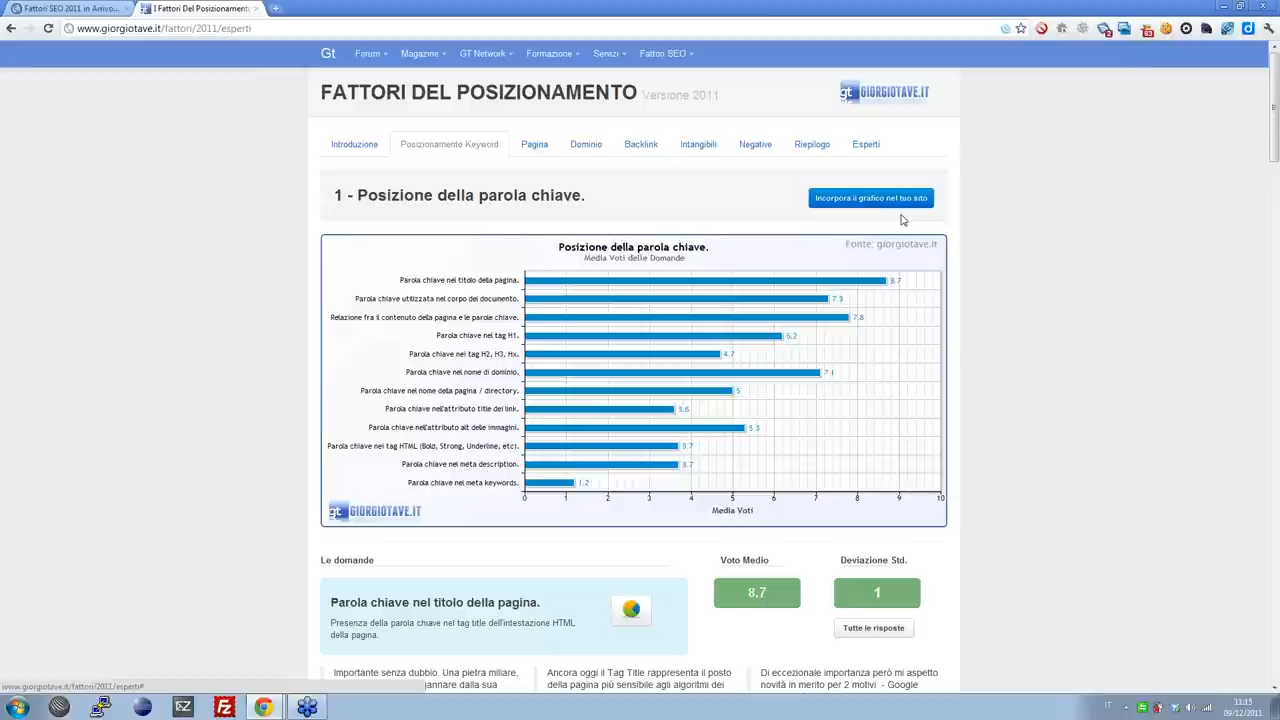 Fattori SEO 2011 in Arrivo...
I Fattori Del Posizionament
www.giorgiotave.it/fattori/2011/esperti
Gt Forum Magazine GT Network Formazione Servizi Fattori SEO
FATTORI DEL POSIZIONAMENTO Versione 2011
gt GIORGIOTAVE.IT
Introduzione Posizionamento Keyword Pagina Dominio Backlink Intangibili Negative Riepilogo Esperti
1 - Posizione della parola chiave.
Incorpora il grafico nel tuo sito
Posizione della parola chiave.
Fonte: giorgiotave.it
Media Voti delle Domande
Parola chiave nel titolo della pagina. 8.7
Parola chiave utilizzata nel corpo del documento. 7.3
Relazione fra il contenuto della pagina e le parole chiave. 7.8
Parola chiave nel tag H1. 6.2
Parola chiave nei tag H2, H3, Hx. 4.7
Parola chiave nel nome di dominio. 7.1
Parola chiave nel nome della pagina / directory. 5
Parola chiave nell'attributo title dei link. 3.6
Parola chiave nell'attributo alt delle immagini. 5.3
Parola chiave nei tag HTML (Bold, Strong, Underline, etc). 3.7
Parola chiave nel meta description. 3.7
Parola chiave nel meta keywords. 1.2
0 1 2 3 4 5 6 7 8 9 10
gt GIORGIOTAVE.IT
Media Voti
Le domande Voto Medio Deviazione Std.
Parola chiave nel titolo della pagina.
8.7 1
Presenza della parola chiave nel tag title dell'intestazione HTML
della pagina.
Tutte le risposte
Importante senza dubbio. Una pietra miliare,
gannare dalla sua
Ancora oggi il Tag Title rappresenta il posto
della pagina più sensibile agli algoritmi dei
Di eccezionale importanza però mi aspetto
novità in merito per 2 motivi - Google
www.giorgiotave.it/fattori/2011/esperti#
IT
11:15
09/12/2011